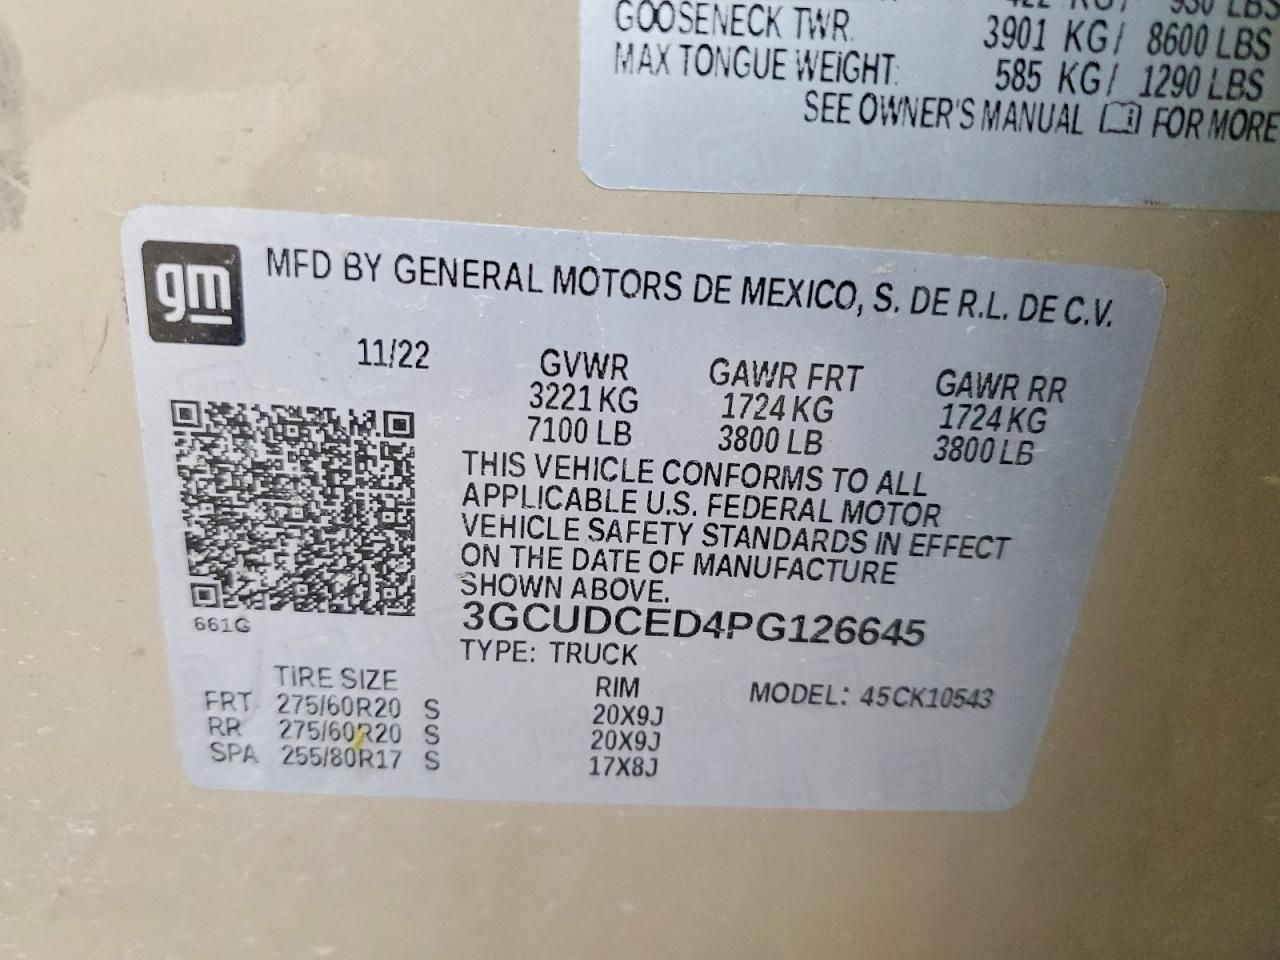 422 KG/ 930 LBS
GOOSENECK TWR. 3901 KG/ 8600 LBS
MAX TONGUE WEIGHT: 585 KG/ 1290 LBS
SEE OWNER'S MANUAL FOR MORE
gm MFD BY GENERAL MOTORS DE MEXICO, S. DE R.L. DE C.V.
11/22 GVWR GAWR FRT GAWR RR
3221 KG 1724 KG 1724 KG
7100 LB 3800 LB 3800 LB
THIS VEHICLE CONFORMS TO ALL
APPLICABLE U.S. FEDERAL MOTOR
VEHICLE SAFETY STANDARDS IN EFFECT
ON THE DATE OF MANUFACTURE
SHOWN ABOVE.
661G
3GCUDCED4PG126645
TYPE: TRUCK
TIRE SIZE RIM MODEL: 45CK10543
FRT 275/60R20 S 20X9J
RR 275/60R20 S 20X9J
SPA 255/80R17 S 17X8J